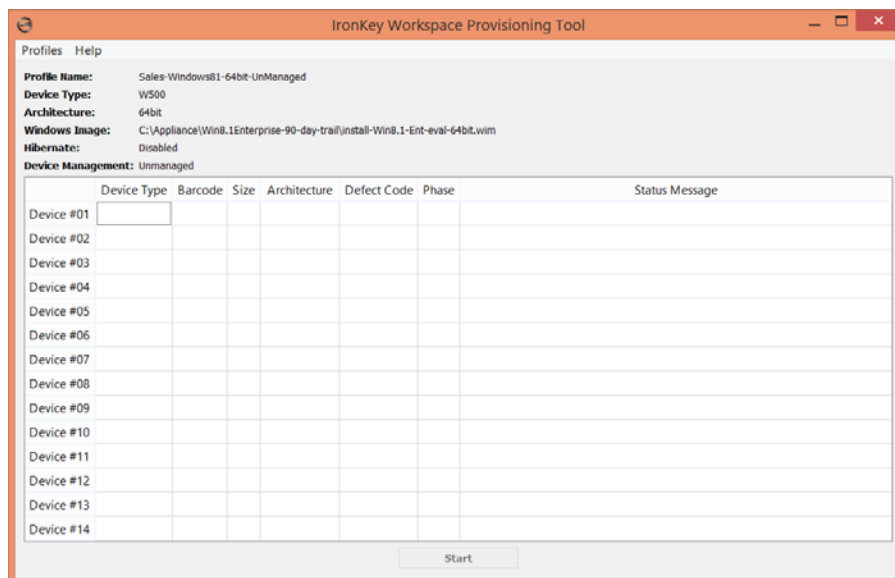 IronKey Workspace Provisioning Tool
Profiles Help
Profile Name: Sales-Windows81-64bit-UnManaged
Device Type: W500
Architecture: 64bit
Windows Image: C:\Appliance\Win8.1Enterprise-90-day-trail\install-Win8.1-Ent-eval-64bit.wim
Hibernate: Disabled
Device Management: Unmanaged
Device Type Barcode Size Architecture Defect Code Phase Status Message
Device #01
Device #02
Device #03
Device #04
Device #05
Device #06
Device #07
Device #08
Device #09
Device #10
Device #11
Device #12
Device #13
Device #14
Start